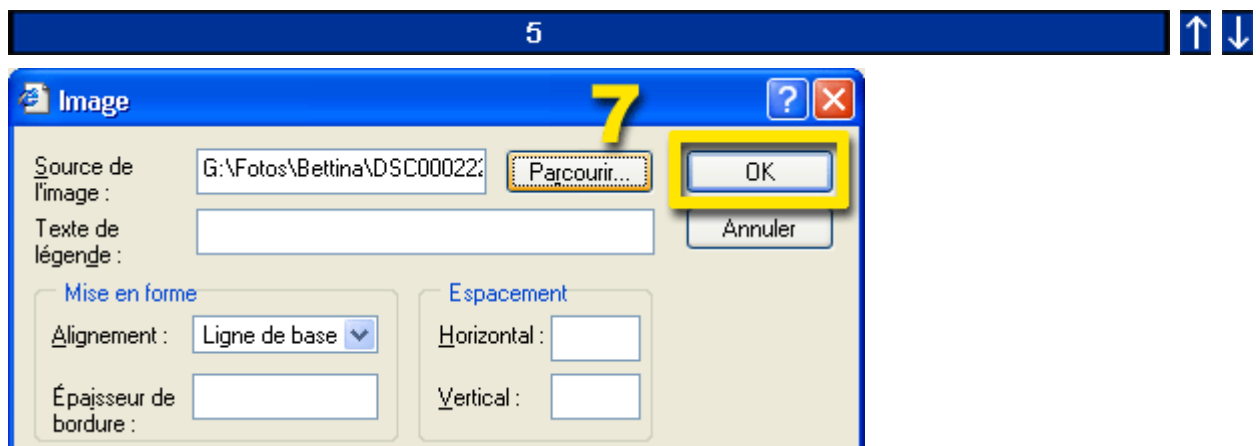 5 ↑ ↓
Image
7
Source de
l'image :
G:\Fotos\Bettina\DSC000222
Parcourir...
OK
Texte de
légende :
Annuler
Mise en forme
Espacement
Alignement :
Ligne de base
Horizontal :
Épaisseur de
bordure :
Vertical :